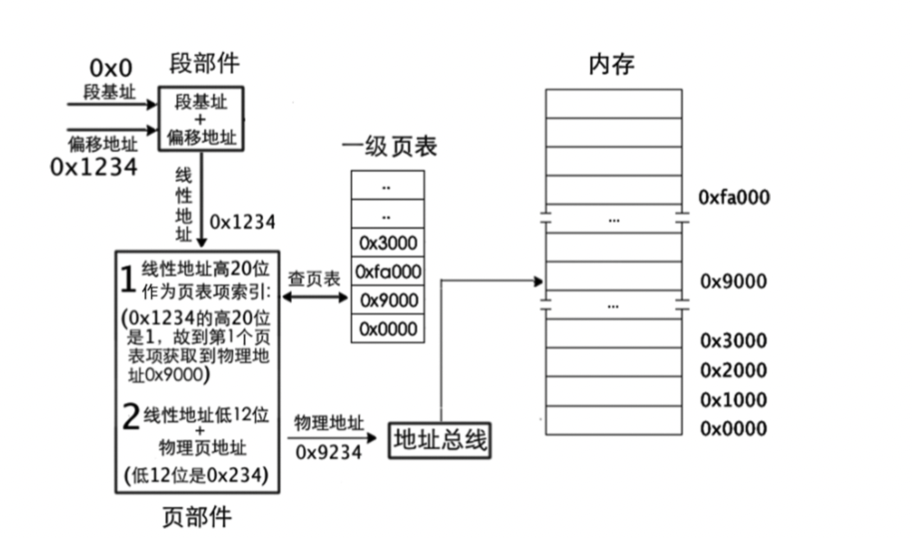 0x0
段基址
偏移地址
0x1234
段部件
段基址
+
偏移地址
线
性
地
址
0x1234
1 线性地址高20位
作为页表项索引:
(0x1234的高20位
是1，故到第1个页
表项获取到物理地
址0x9000)
2 线性地址低12位
+
物理页地址
(低12位是0x234)
页部件
查页表
一级页表
..
..
0x3000
0xfa000
0x9000
0x0000
物理地址
0x9234
地址总线
内存
0xfa000
...
0x9000
...
0x3000
0x2000
0x1000
0x0000